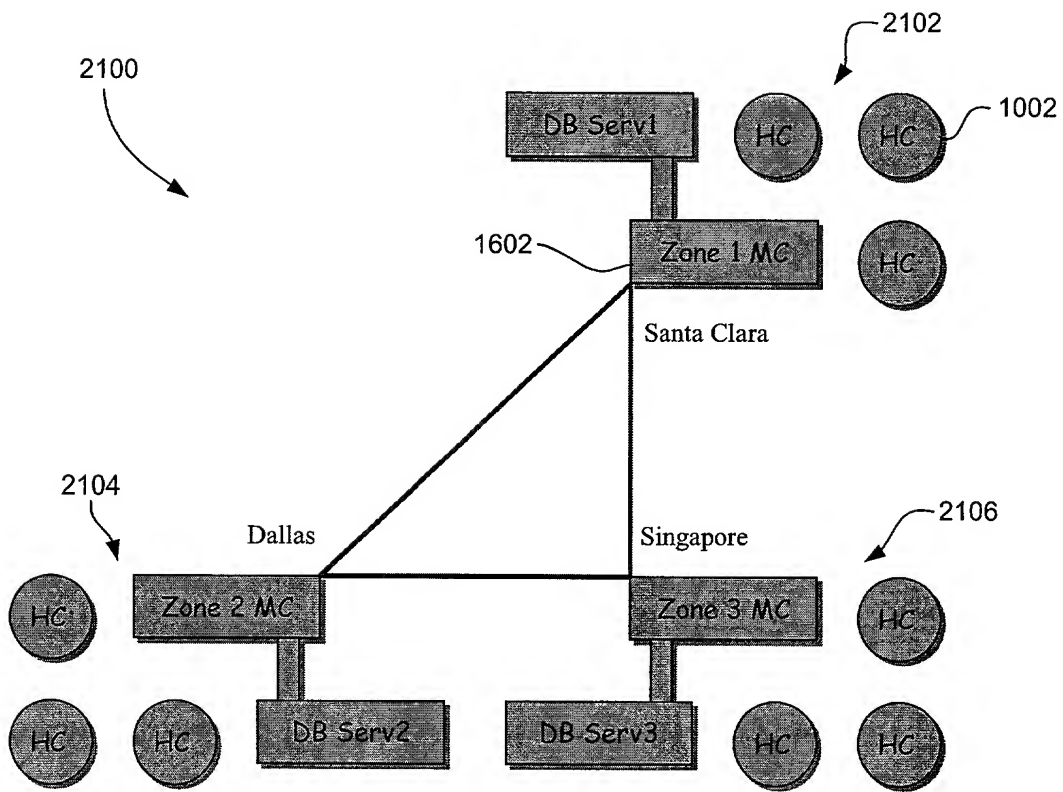 2102
2100
1002
DB Serv1
HC
HC
1602
Zone 1 MC
HC
Santa Clara
2104
2106
Dallas
Singapore
HC
Zone 2 MC
Zone 3 MC
HC
HC
HC
DB Serv2
DB Serv3
HC
HC